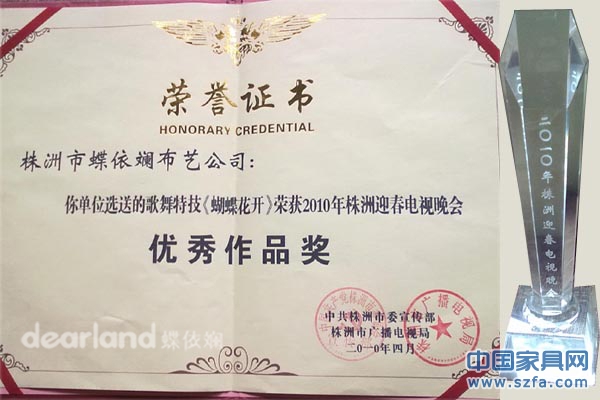 荣誉证书
HONORARY CREDENTIAL
株洲市蝶依斓布艺公司：
你单位选送的歌舞特技《蝴蝶花开》荣获2010年株洲迎春电视晚会
优秀作品奖
中共株洲市委宣传部
株洲市广播电视局
二〇一〇年四月
dearland 蝶依斓
二〇一〇年株洲迎春电视晚会
中国家具网
www.szfa.com